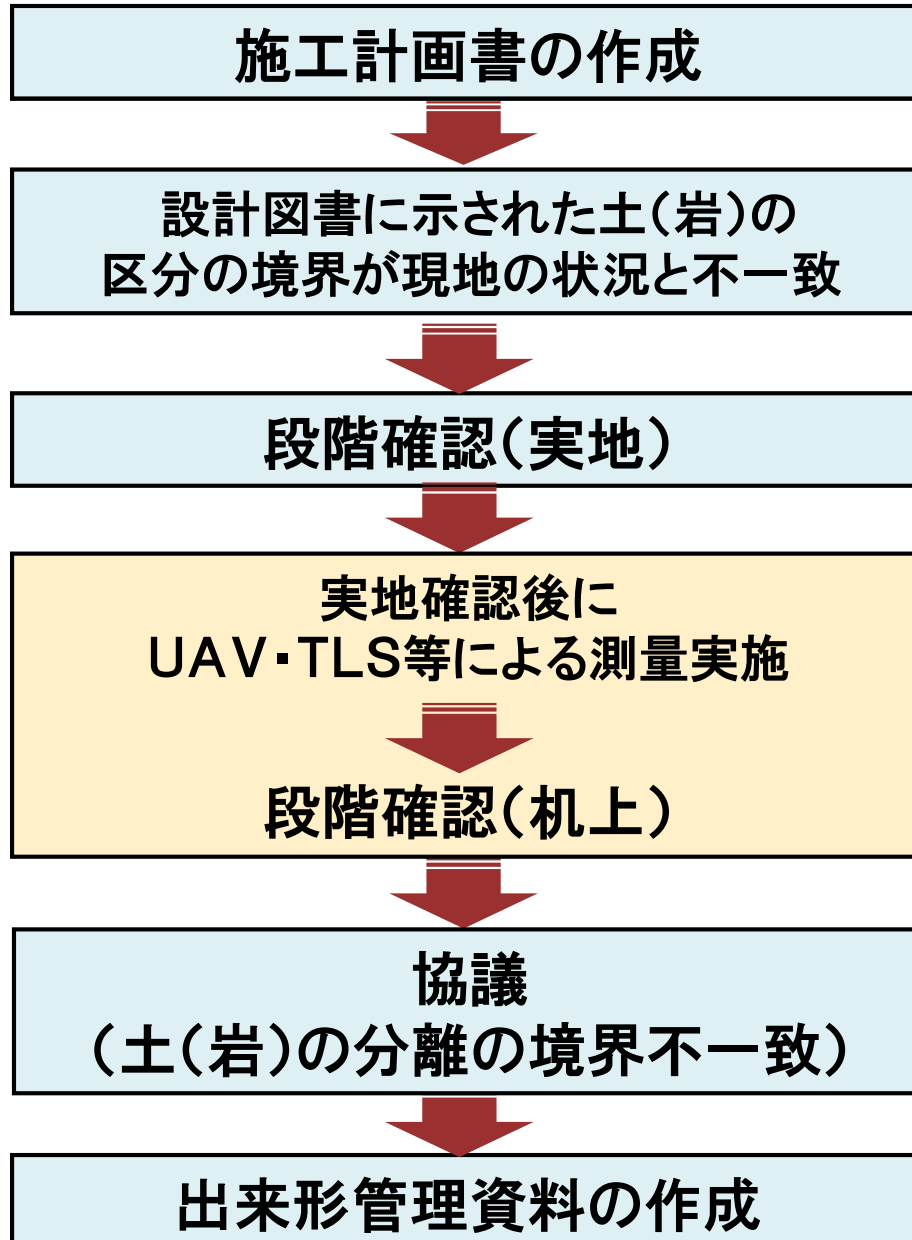 施工計画書の作成
設計図書に示された土（岩）の
区分の境界が現地の状況と不一致
段階確認（実地）
実地確認後に
ＵＡＶ・ＴＬＳ等による測量実施
段階確認（机上）
協議
（土（岩）の分離の境界不一致）
出来形管理資料の作成